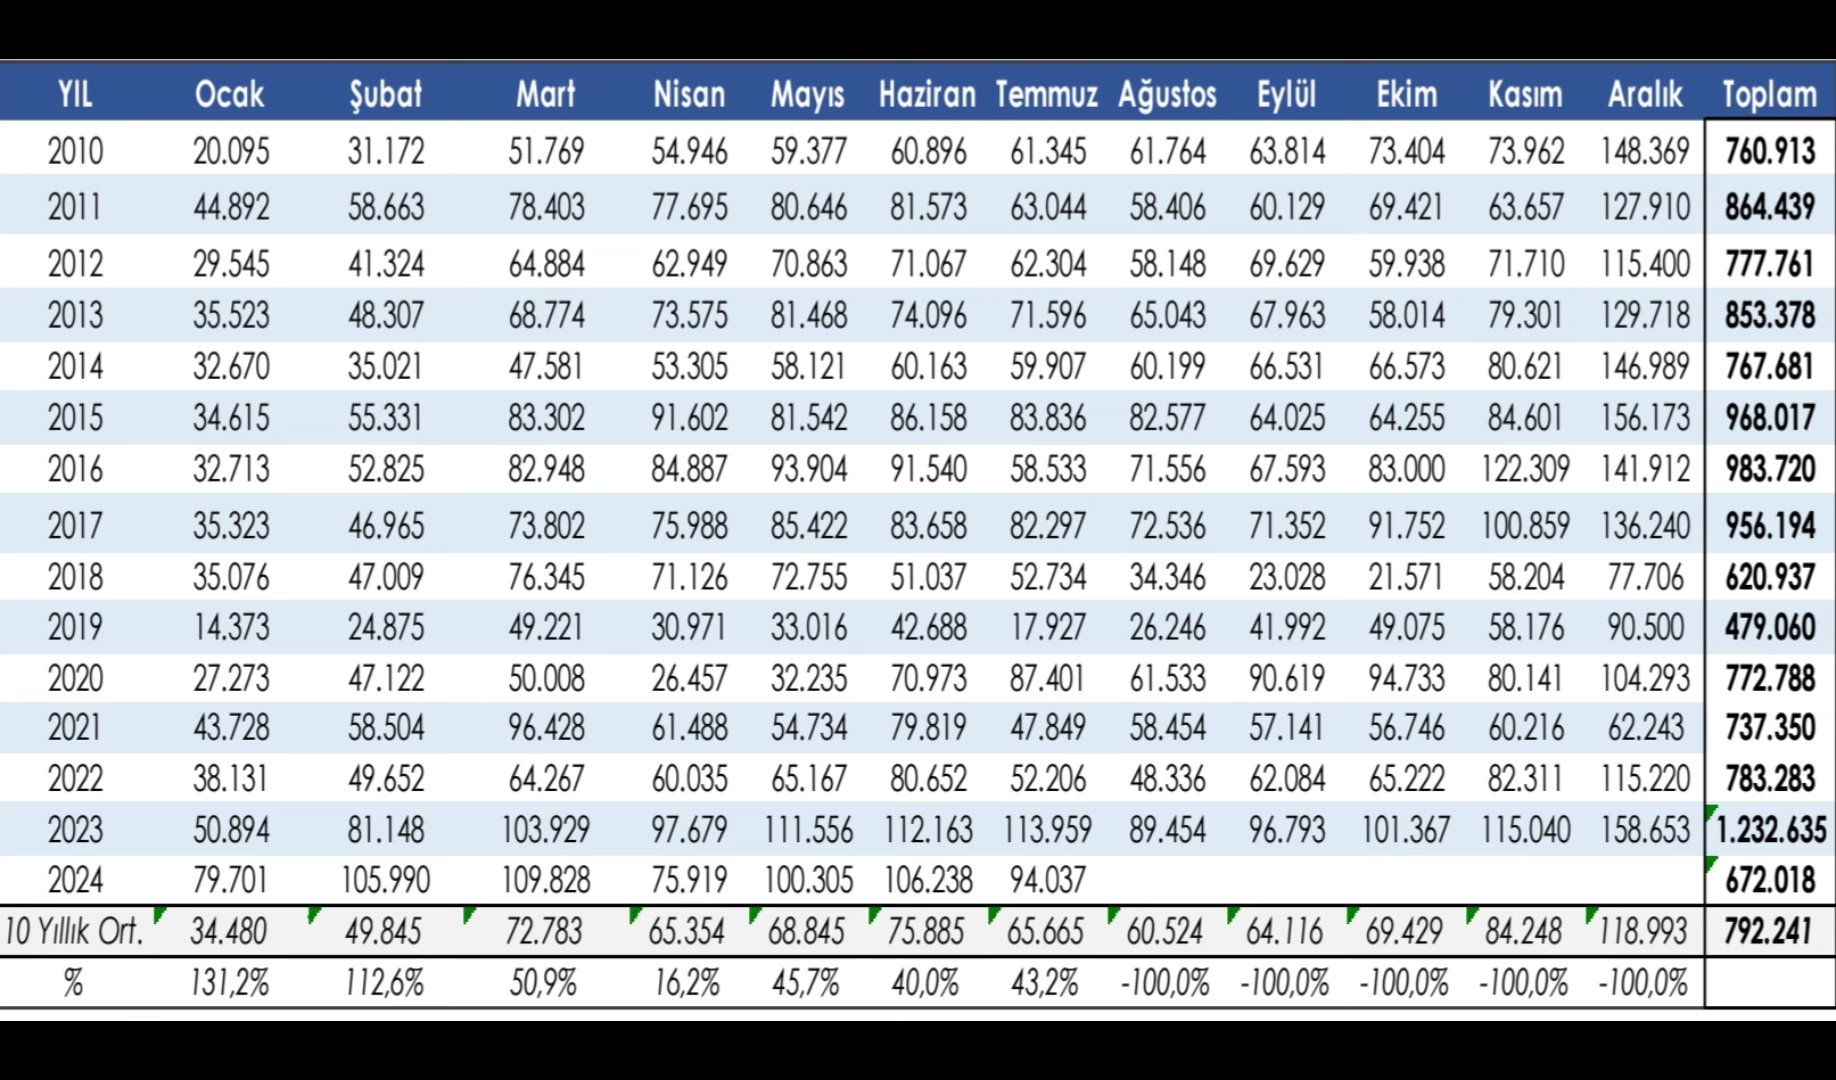 YIL Ocak Şubat Mart Nisan Mayıs Haziran Temmuz Ağustos Eylül Ekim Kasım Aralık Toplam
2010 20.095 31.172 51.769 54.946 59.377 60.896 61.345 61.764 63.814 73.404 73.962 148.369 760.913
2011 44.892 58.663 78.403 77.695 80.646 81.573 63.044 58.406 60.129 69.421 63.657 127.910 864.439
2012 29.545 41.324 64.884 62.949 70.863 71.067 62.304 58.148 69.629 59.938 71.710 115.400 777.761
2013 35.523 48.307 68.774 73.575 81.468 74.096 71.596 65.043 67.963 58.014 79.301 129.718 853.378
2014 32.670 35.021 47.581 53.305 58.121 60.163 59.907 60.199 66.531 66.573 80.621 146.989 767.681
2015 34.615 55.331 83.302 91.602 81.542 86.158 83.836 82.577 64.025 64.255 84.601 156.173 968.017
2016 32.713 52.825 82.948 84.887 93.904 91.540 58.533 71.556 67.593 83.000 122.309 141.912 983.720
2017 35.323 46.965 73.802 75.988 85.422 83.658 82.297 72.536 71.352 91.752 100.859 136.240 956.194
2018 35.076 47.009 76.345 71.126 72.755 51.037 52.734 34.346 23.028 21.571 58.204 77.706 620.937
2019 14.373 24.875 49.221 30.971 33.016 42.688 17.927 26.246 41.992 49.075 58.176 90.500 479.060
2020 27.273 47.122 50.008 26.457 32.235 70.973 87.401 61.533 90.619 94.733 80.141 104.293 772.788
2021 43.728 58.504 96.428 61.488 54.734 79.819 47.849 58.454 57.141 56.746 60.216 62.243 737.350
2022 38.131 49.652 64.267 60.035 65.167 80.652 52.206 48.336 62.084 65.222 82.311 115.220 783.283
2023 50.894 81.148 103.929 97.679 111.556 112.163 113.959 89.454 96.793 101.367 115.040 158.653 1.232.635
2024 79.701 105.990 109.828 75.919 100.305 106.238 94.037 672.018
10 Yıllık Ort. 34.480 49.845 72.783 65.354 68.845 75.885 65.665 60.524 64.116 69.429 84.248 118.993 792.241
% 131,2% 112,6% 50,9% 16,2% 45,7% 40,0% 43,2% -100,0% -100,0% -100,0% -100,0% -100,0%